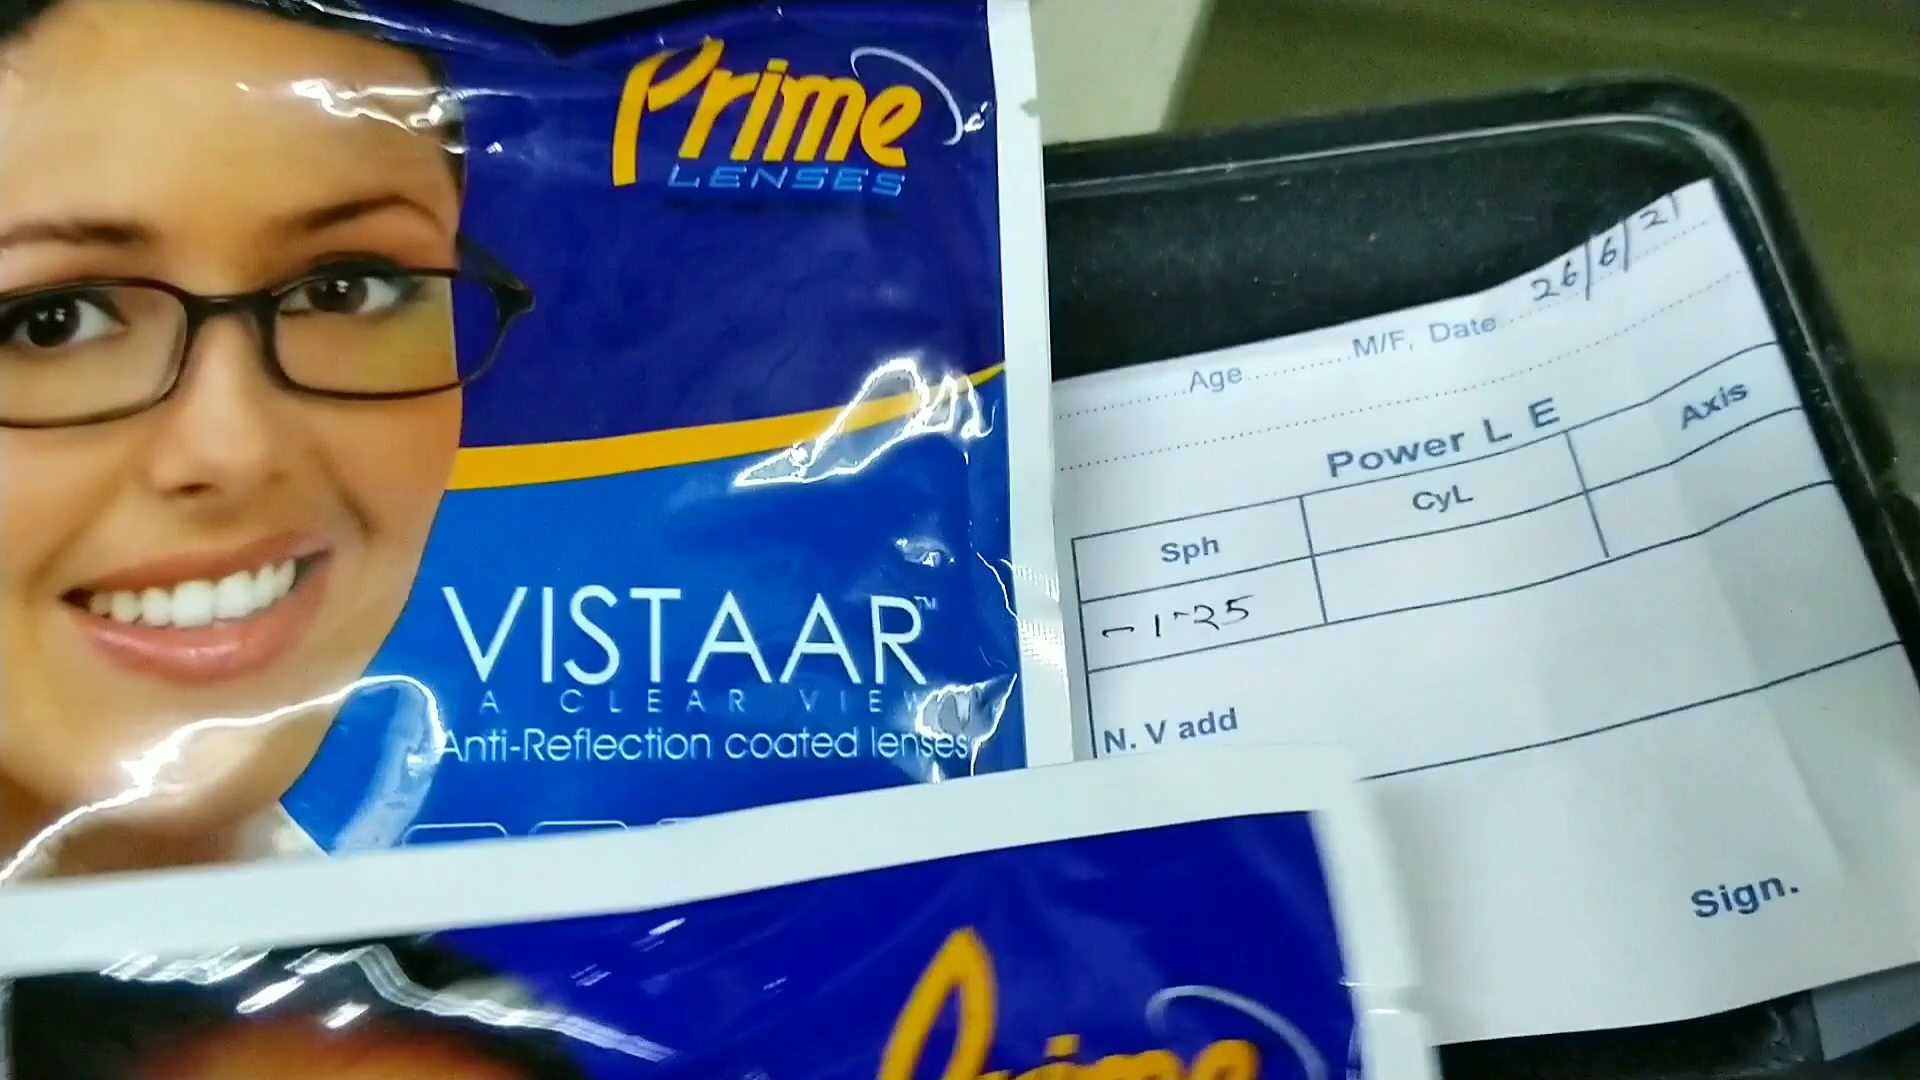 Prime
LENSES
VISTAAR™
A CLEAR VIEW
Anti-Reflection coated lenses
26/6/21
Age M/F, Date
Power L E
Sph CyL Axis
-1-25
N. V add
Sign.
Prime